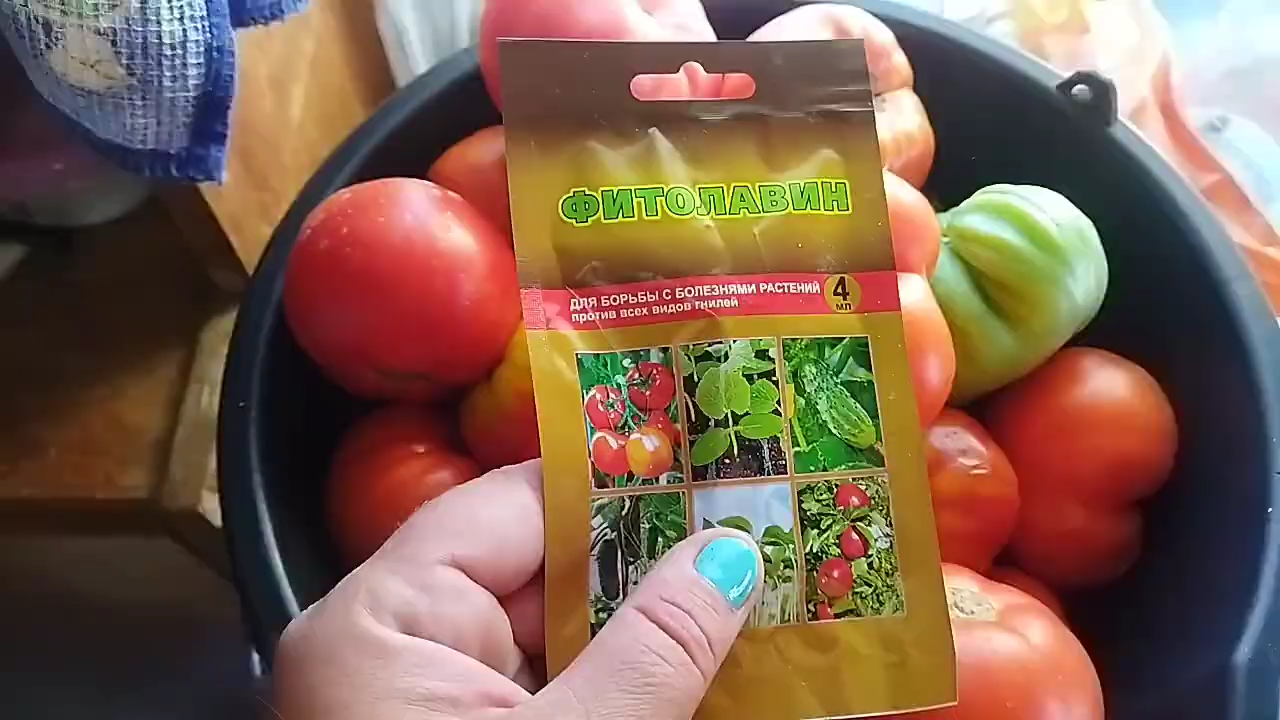 ФИТОЛАВИН
ДЛЯ БОРЬБЫ С БОЛЕЗНЯМИ РАСТЕНИЙ
против всех видов гнилей
4
мл